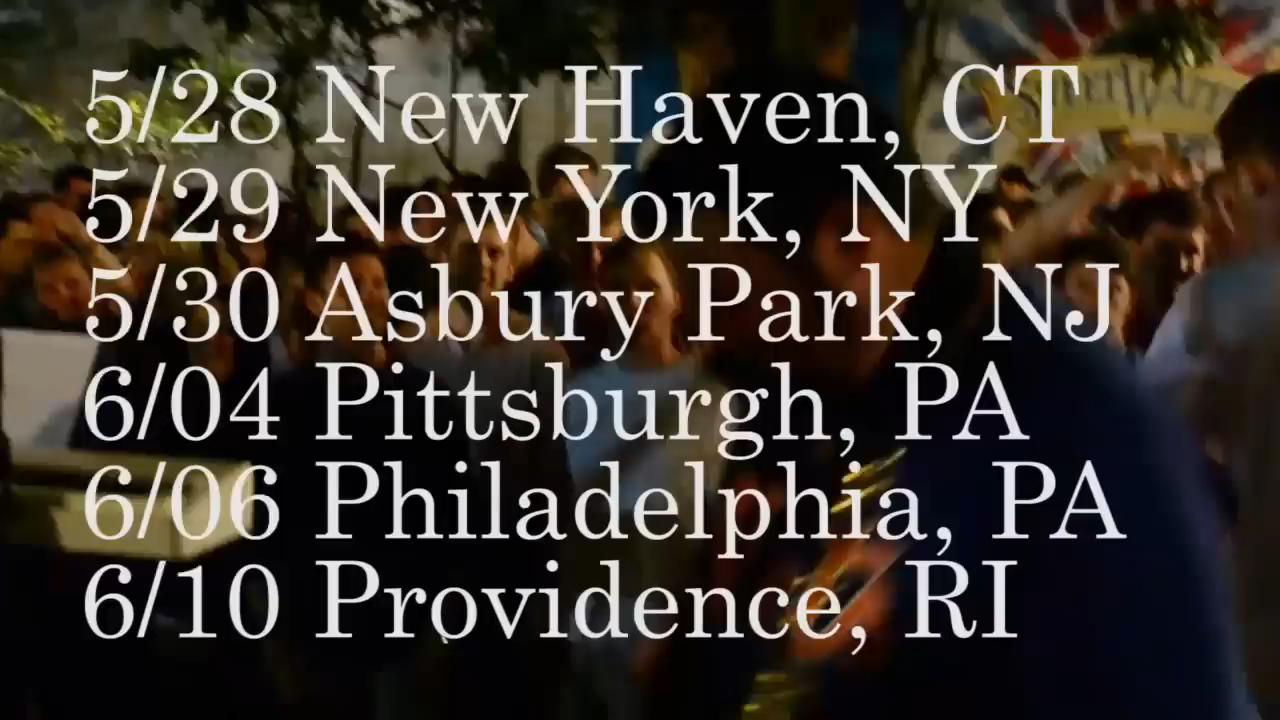 5/28 New Haven, CT
5/29 New York, NY
5/30 Asbury Park, NJ
6/04 Pittsburgh, PA
6/06 Philadelphia, PA
6/10 Providence, RI